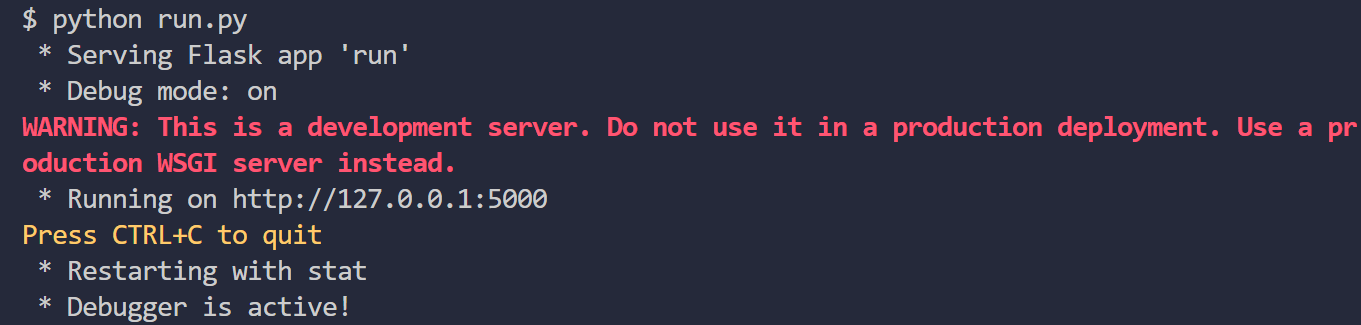 $ python run.py
* Serving Flask app 'run'
* Debug mode: on
WARNING: This is a development server. Do not use it in a production deployment. Use a pr
oduction WSGI server instead.
* Running on http://127.0.0.1:5000
Press CTRL+C to quit
* Restarting with stat
* Debugger is active!